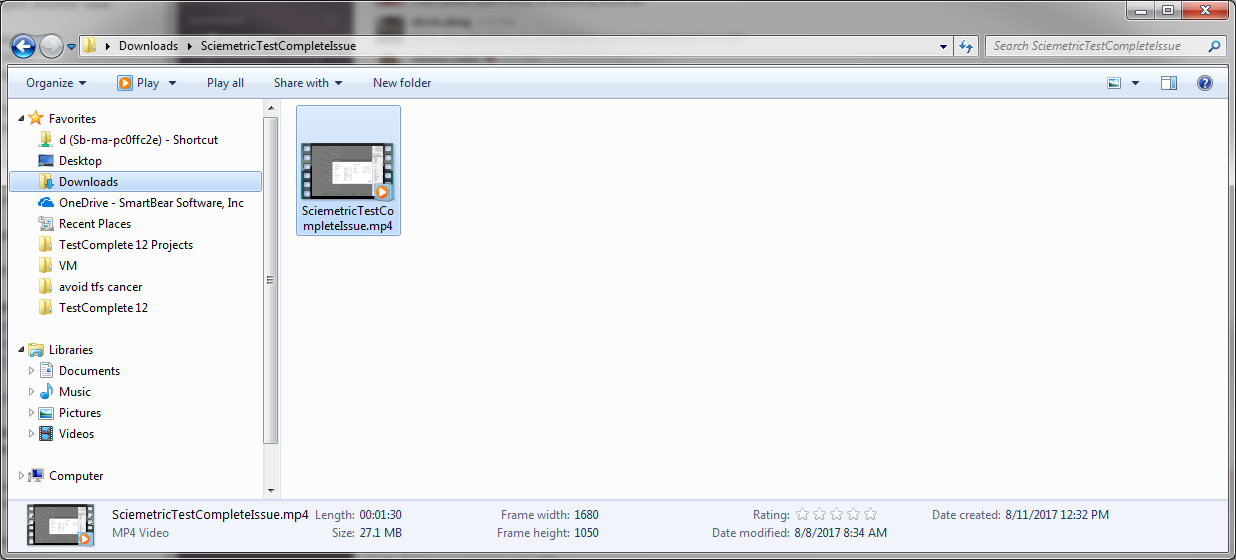 Downloads SciemetricTestCompleteIssue
Search SciemetricTestCompleteIssue
Organize Play Play all Share with New folder
Favorites
d (Sb-ma-pc0ffc2e) - Shortcut
Desktop
Downloads
OneDrive - SmartBear Software, Inc
Recent Places
TestComplete 12 Projects
VM
avoid tfs cancer
TestComplete 12
Libraries
Documents
Music
Pictures
Videos
Computer
SciemetricTestCo
mpleteIssue.mp4
SciemetricTestCompleteIssue.mp4 Length: 00:01:30 Frame width: 1680 Rating: Date created: 8/11/2017 12:32 PM
MP4 Video Size: 27.1 MB Frame height: 1050 Date modified: 8/8/2017 8:34 AM